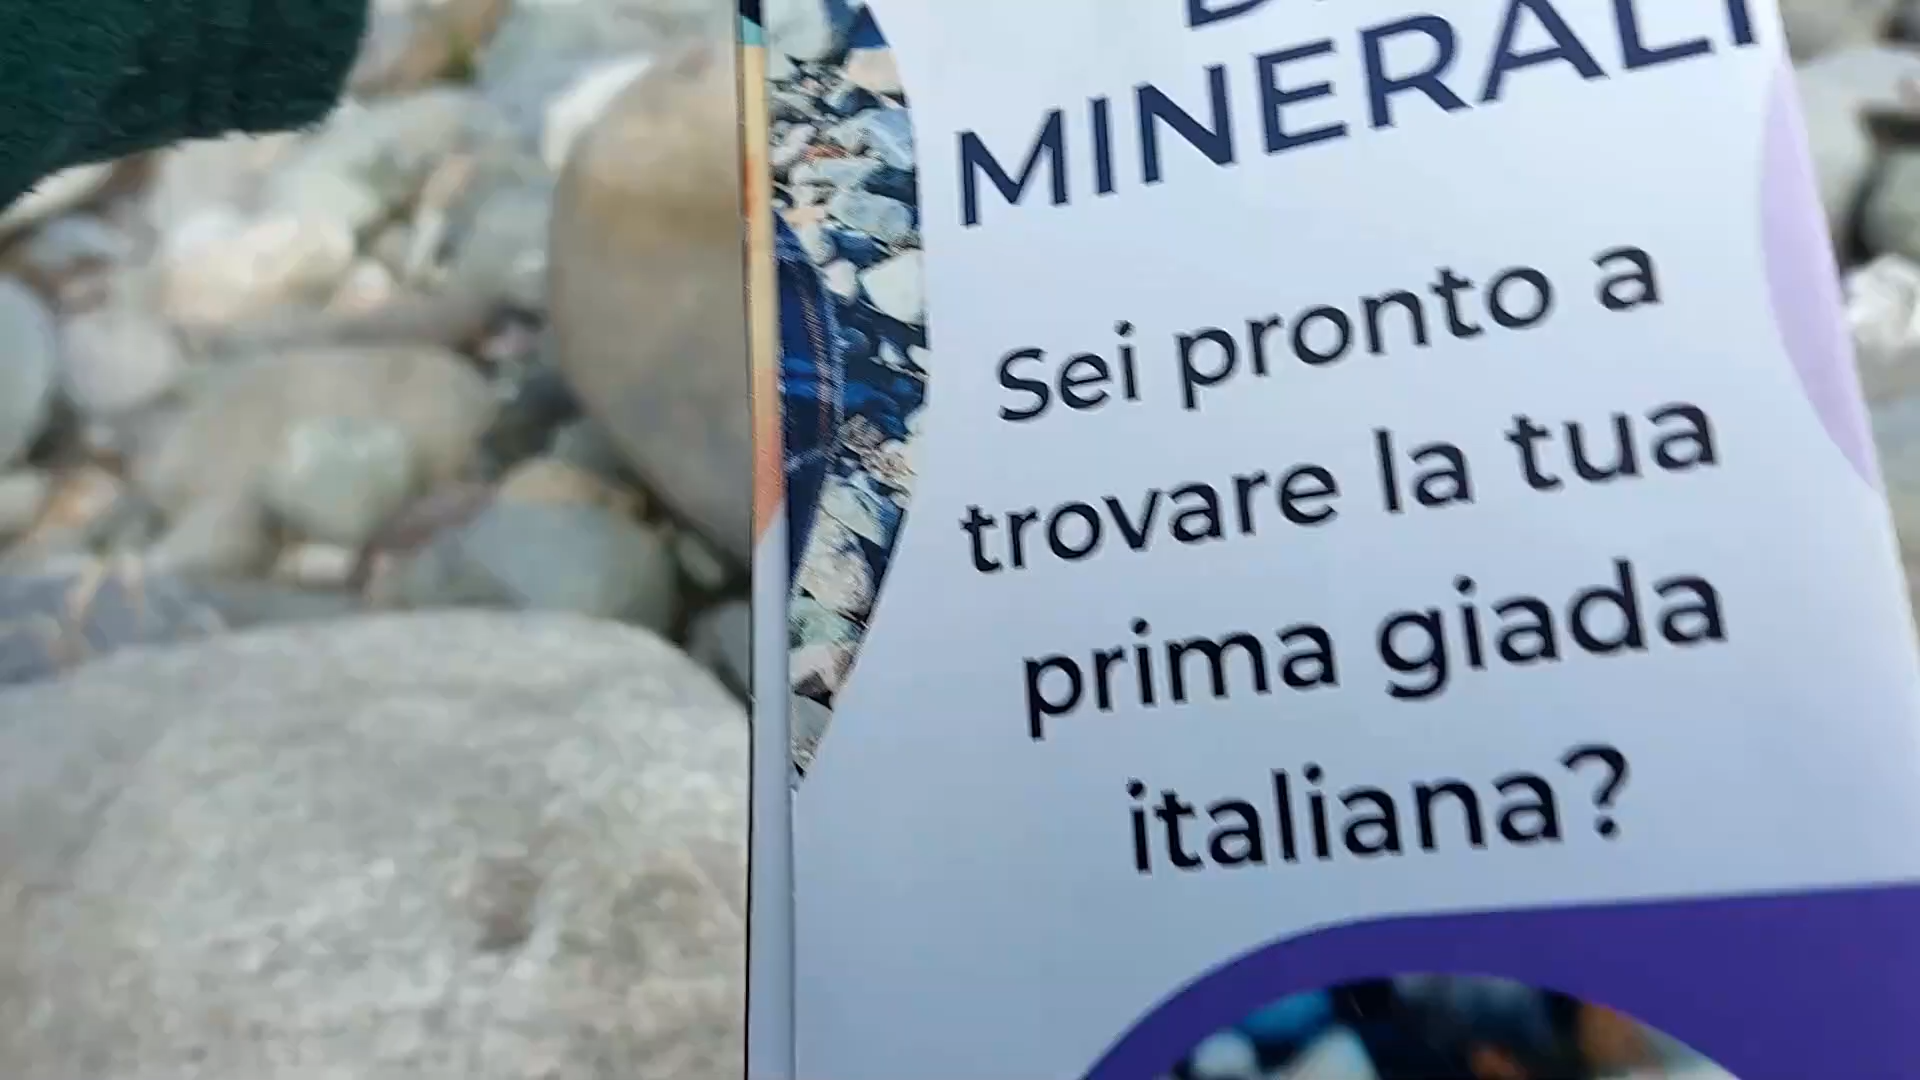 MINERALI
Sei pronto a
trovare la tua
prima giada
italiana?